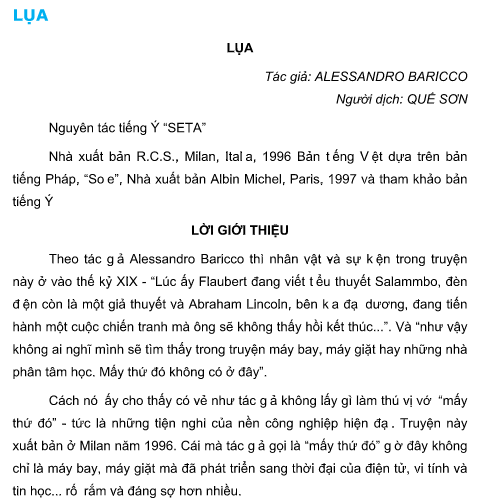 LỤA
LỤA
Tác giả: ALESSANDRO BARICCO
Người dịch: QUẾ SƠN
Nguyên tác tiếng Ý “SETA”
Nhà xuất bản R.C.S., Milan, Ital a, 1996 Bản t ếng V ệt dựa trên bản
tiếng Pháp, “So e”, Nhà xuất bản Albin Michel, Paris, 1997 và tham khảo bản
tiếng Ý
LỜI GIỚI THIỆU
Theo tác g ả Alessandro Baricco thì nhân vật và sự k ện trong truyện
này ở vào thế kỷ XIX - “Lúc ấy Flaubert đang viết t ểu thuyết Salammbo, đèn
đ ện còn là một giả thuyết và Abraham Lincoln, bên k a đạ dương, đang tiến
hành một cuộc chiến tranh mà ông sẽ không thấy hồi kết thúc...”. Và “như vậy
không ai nghĩ mình sẽ tìm thấy trong truyện máy bay, máy giặt hay những nhà
phân tâm học. Mấy thứ đó không có ở đây”.
Cách nó ấy cho thấy có vẻ như tác g ả không lấy gì làm thú vị vớ “mấy
thứ đó” - tức là những tiện nghi của nền công nghiệp hiện đạ . Truyện này
xuất bản ở Milan năm 1996. Cái mà tác g ả gọi là “mấy thứ đó” g ờ đây không
chỉ là máy bay, máy giặt mà đã phát triển sang thời đại của điện tử, vi tính và
tin học... rố rắm và đáng sợ hơn nhiều.